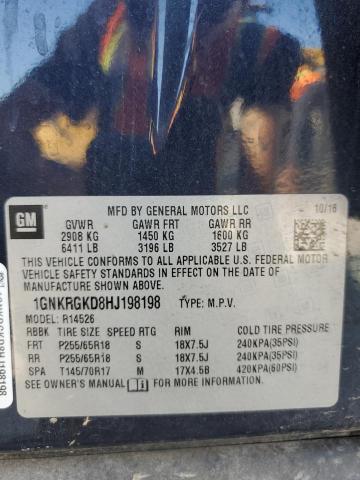 GM
MFD BY GENERAL MOTORS LLC
10/16
GVWR GAWR FRT GAWR RR
2908 KG 1450 KG 1600 KG
6411 LB 3196 LB 3527 LB
THIS VEHICLE CONFORMS TO ALL APPLICABLE U.S. FEDERAL MOTOR
VEHICLE SAFETY AND THEFT PREVENTION
STANDARDS IN EFFECT ON THE DATE OF
MANUFACTURE SHOWN ABOVE.
1GNKRGKD8HJ198198 TYPE: M.P.V.
MODEL: R14526
RBBK TIRE SIZE SPEED RTG RIM COLD TIRE PRESSURE
FRT P255/65R18 S 18X7.5J 240KPA(35PSI)
RR P255/65R18 S 18X7.5J 240KPA(35PSI)
SPA T145/70R17 M 17X4.5B 420KPA(60PSI)
SEE OWNER'S MANUAL FOR MORE INFORMATION.